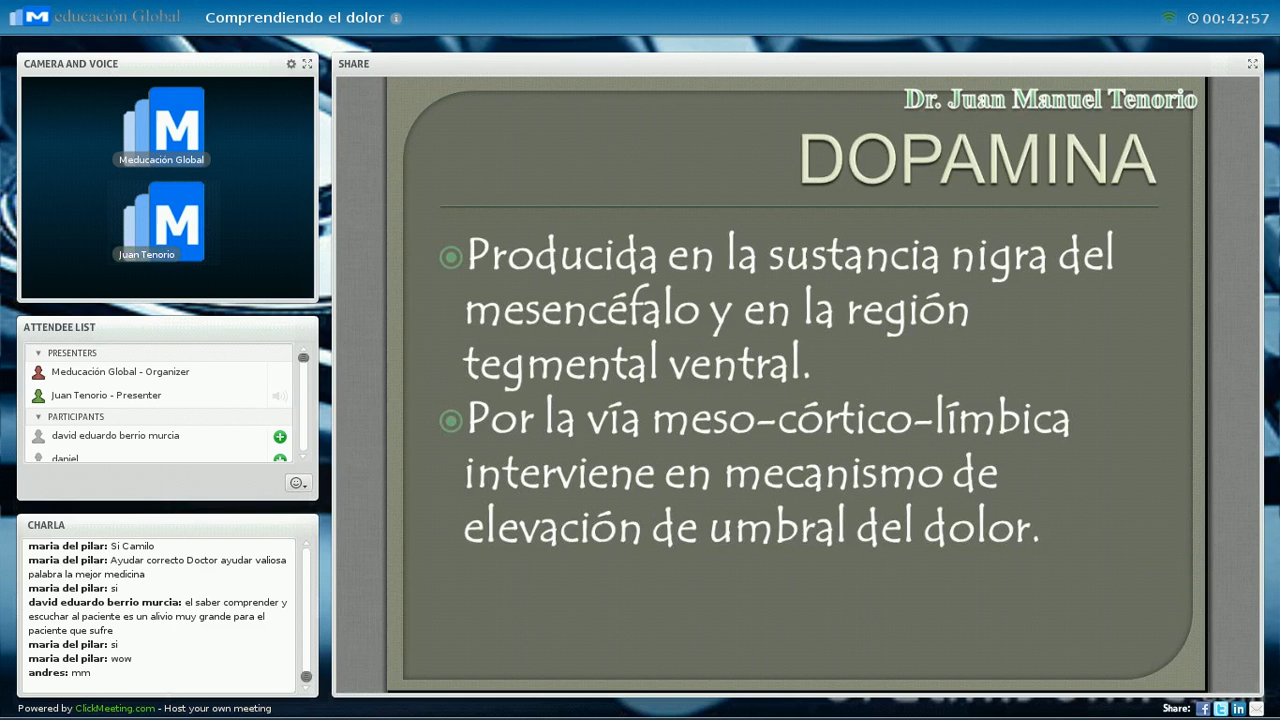 M educación Global
Comprendiendo el dolor
00:42:57
CAMERA AND VOICE
M
Meducación Global
M
Juan Tenorio
ATTENDEE LIST
PRESENTERS
Meducación Global - Organizer
Juan Tenorio - Presenter
PARTICIPANTS
david eduardo berrio murcia
daniel
CHARLA
maria del pilar: Si Camilo
maria del pilar: Ayudar correcto Doctor ayudar valiosa
palabra la mejor medicina
maria del pilar: si
david eduardo berrio murcia: el saber comprender y
escuchar al paciente es un alivio muy grande para el
paciente que sufre
maria del pilar: si
maria del pilar: wow
andres: mm
SHARE
Dr. Juan Manuel Tenorio
DOPAMINA
Producida en la sustancia nigra del
mesencéfalo y en la región
tegmental ventral.
Por la vía meso-córtico-límbica
interviene en mecanismo de
elevación de umbral del dolor.
Powered by ClickMeeting.com - Host your own meeting
Share: